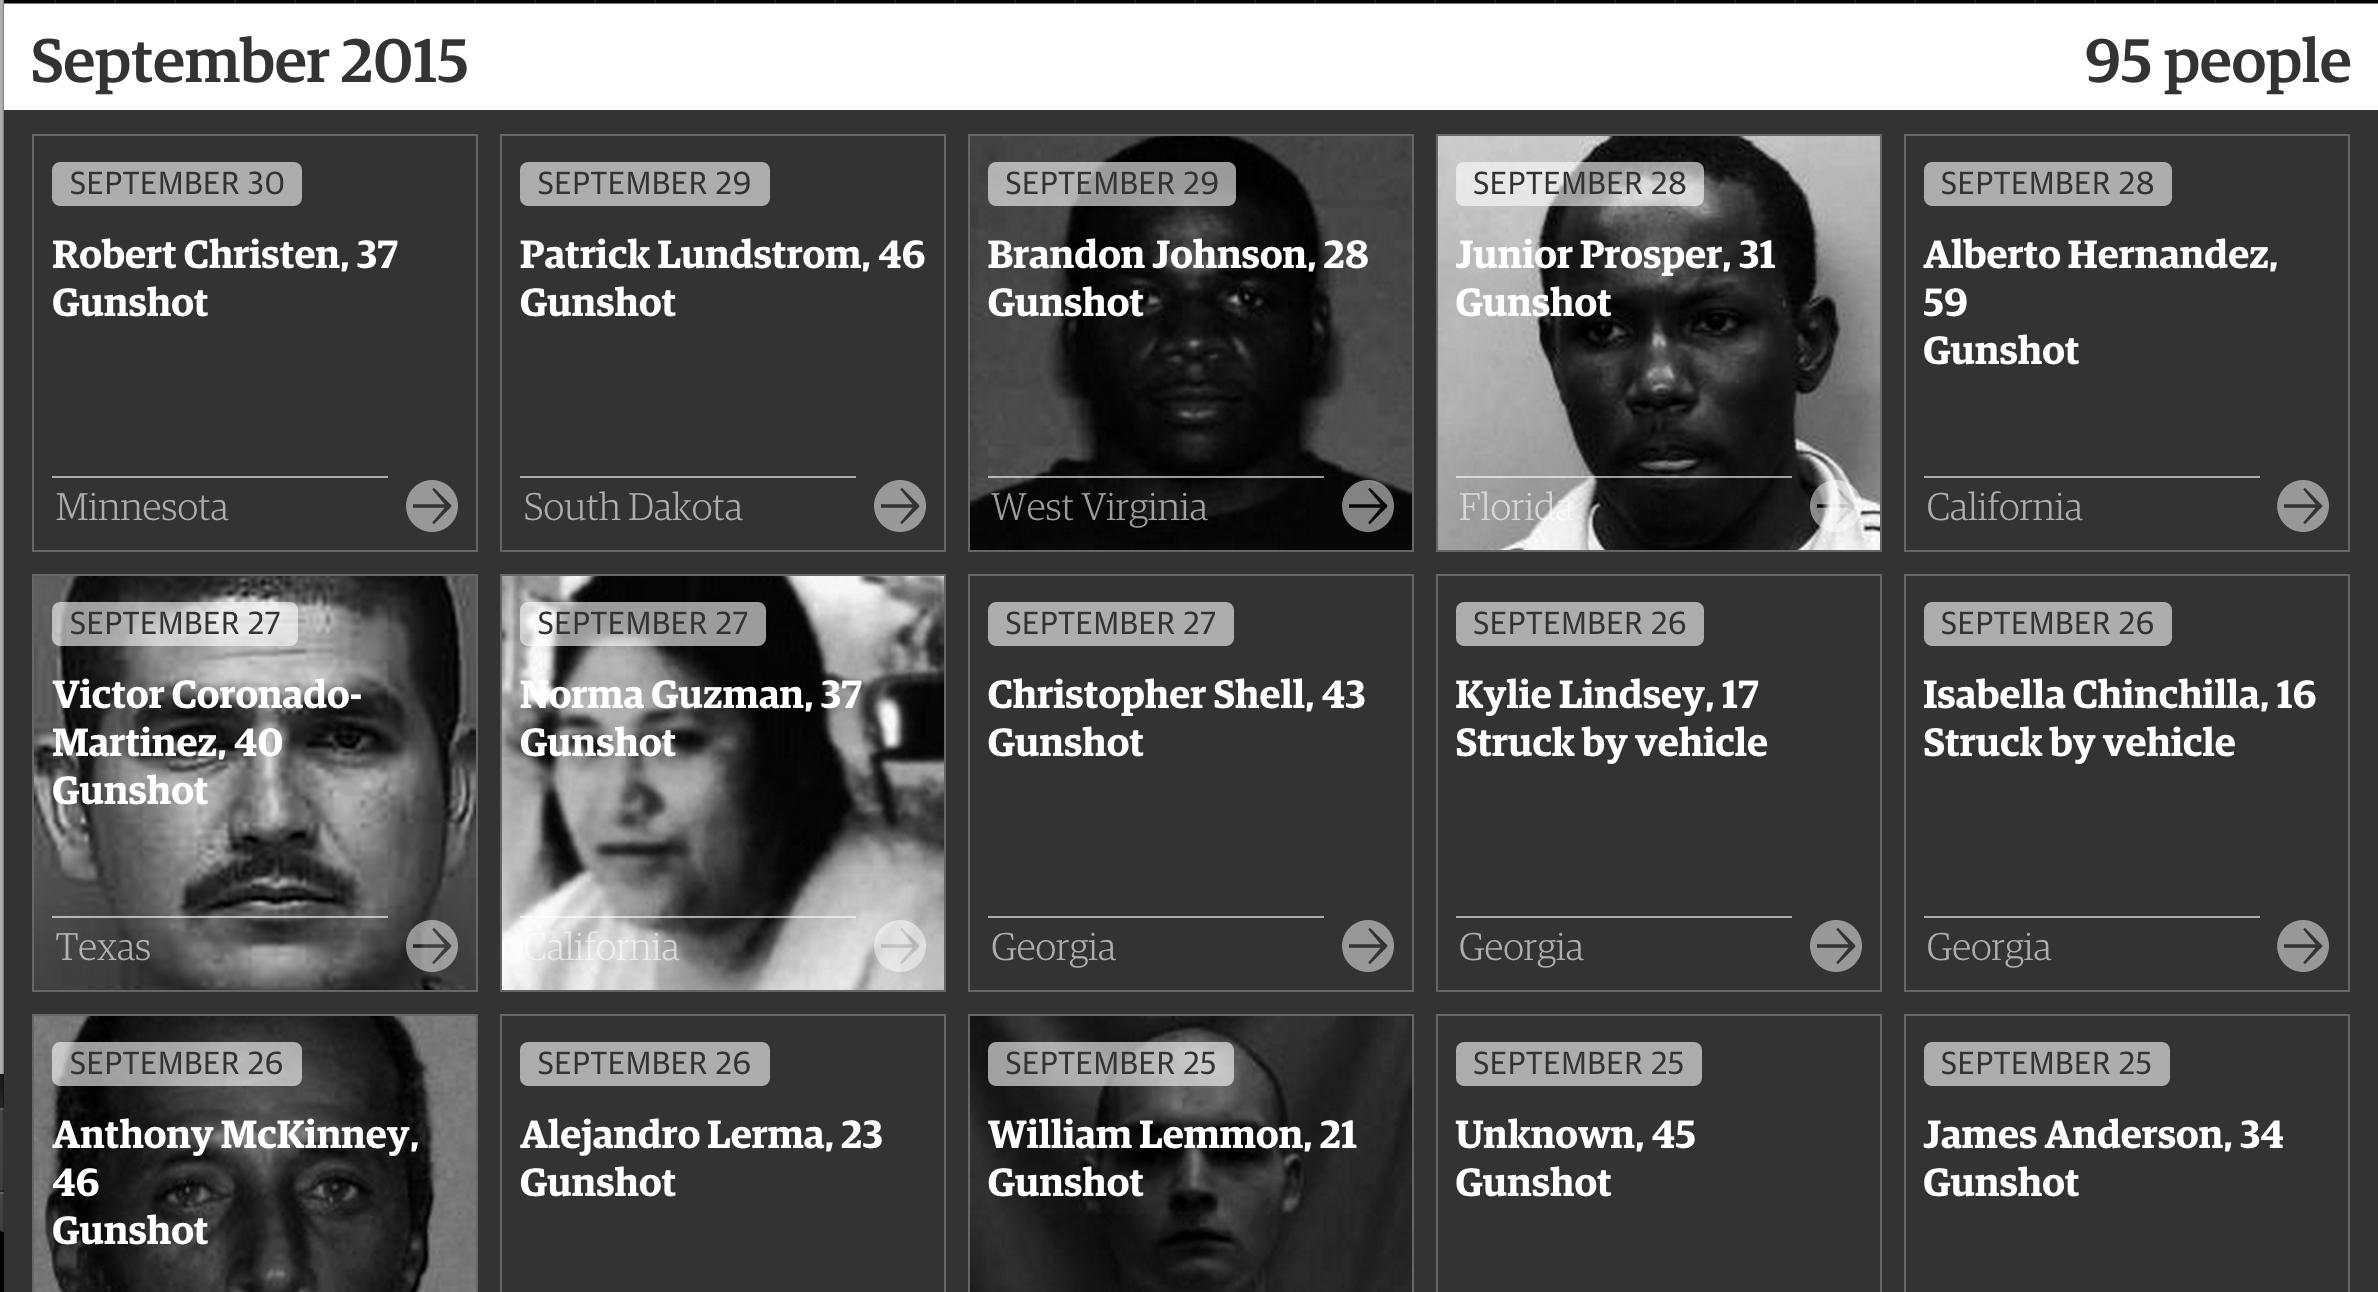 September 2015
95 people
SEPTEMBER 30
Robert Christen, 37
Gunshot
Minnesota
SEPTEMBER 29
Patrick Lundstrom, 46
Gunshot
South Dakota
SEPTEMBER 29
Brandon Johnson, 28
Gunshot
West Virginia
SEPTEMBER 28
Junior Prosper, 31
Gunshot
Florida
SEPTEMBER 28
Alberto Hernandez,
59
Gunshot
California
SEPTEMBER 27
Victor Coronado-
Martinez, 40
Gunshot
Texas
SEPTEMBER 27
Norma Guzman, 37
Gunshot
California
SEPTEMBER 27
Christopher Shell, 43
Gunshot
Georgia
SEPTEMBER 26
Kylie Lindsey, 17
Struck by vehicle
Georgia
SEPTEMBER 26
Isabella Chinchilla, 16
Struck by vehicle
Georgia
SEPTEMBER 26
Anthony McKinney,
46
Gunshot
SEPTEMBER 26
Alejandro Lerma, 23
Gunshot
SEPTEMBER 25
William Lemmon, 21
Gunshot
SEPTEMBER 25
Unknown, 45
Gunshot
SEPTEMBER 25
James Anderson, 34
Gunshot